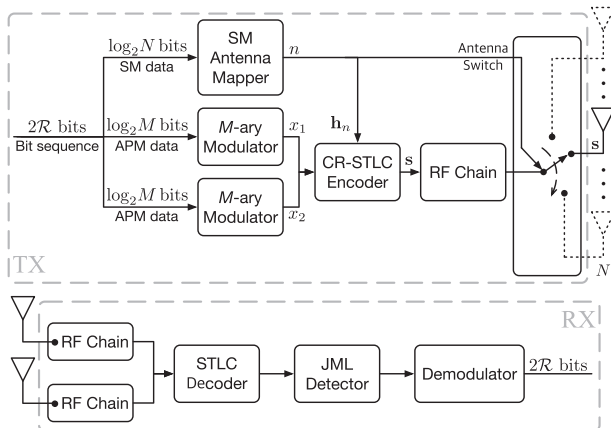 log₂N bits
SM data
SM
Antenna
Mapper
n
Antenna
Switch
2ℛ bits
Bit sequence
log₂M bits
APM data
M-ary
Modulator
x₁
hₙ
CR-STLC
Encoder
s
RF Chain
s
log₂M bits
APM data
M-ary
Modulator
x₂
TX
N
RX
RF Chain
RF Chain
STLC
Decoder
JML
Detector
Demodulator
2ℛ bits